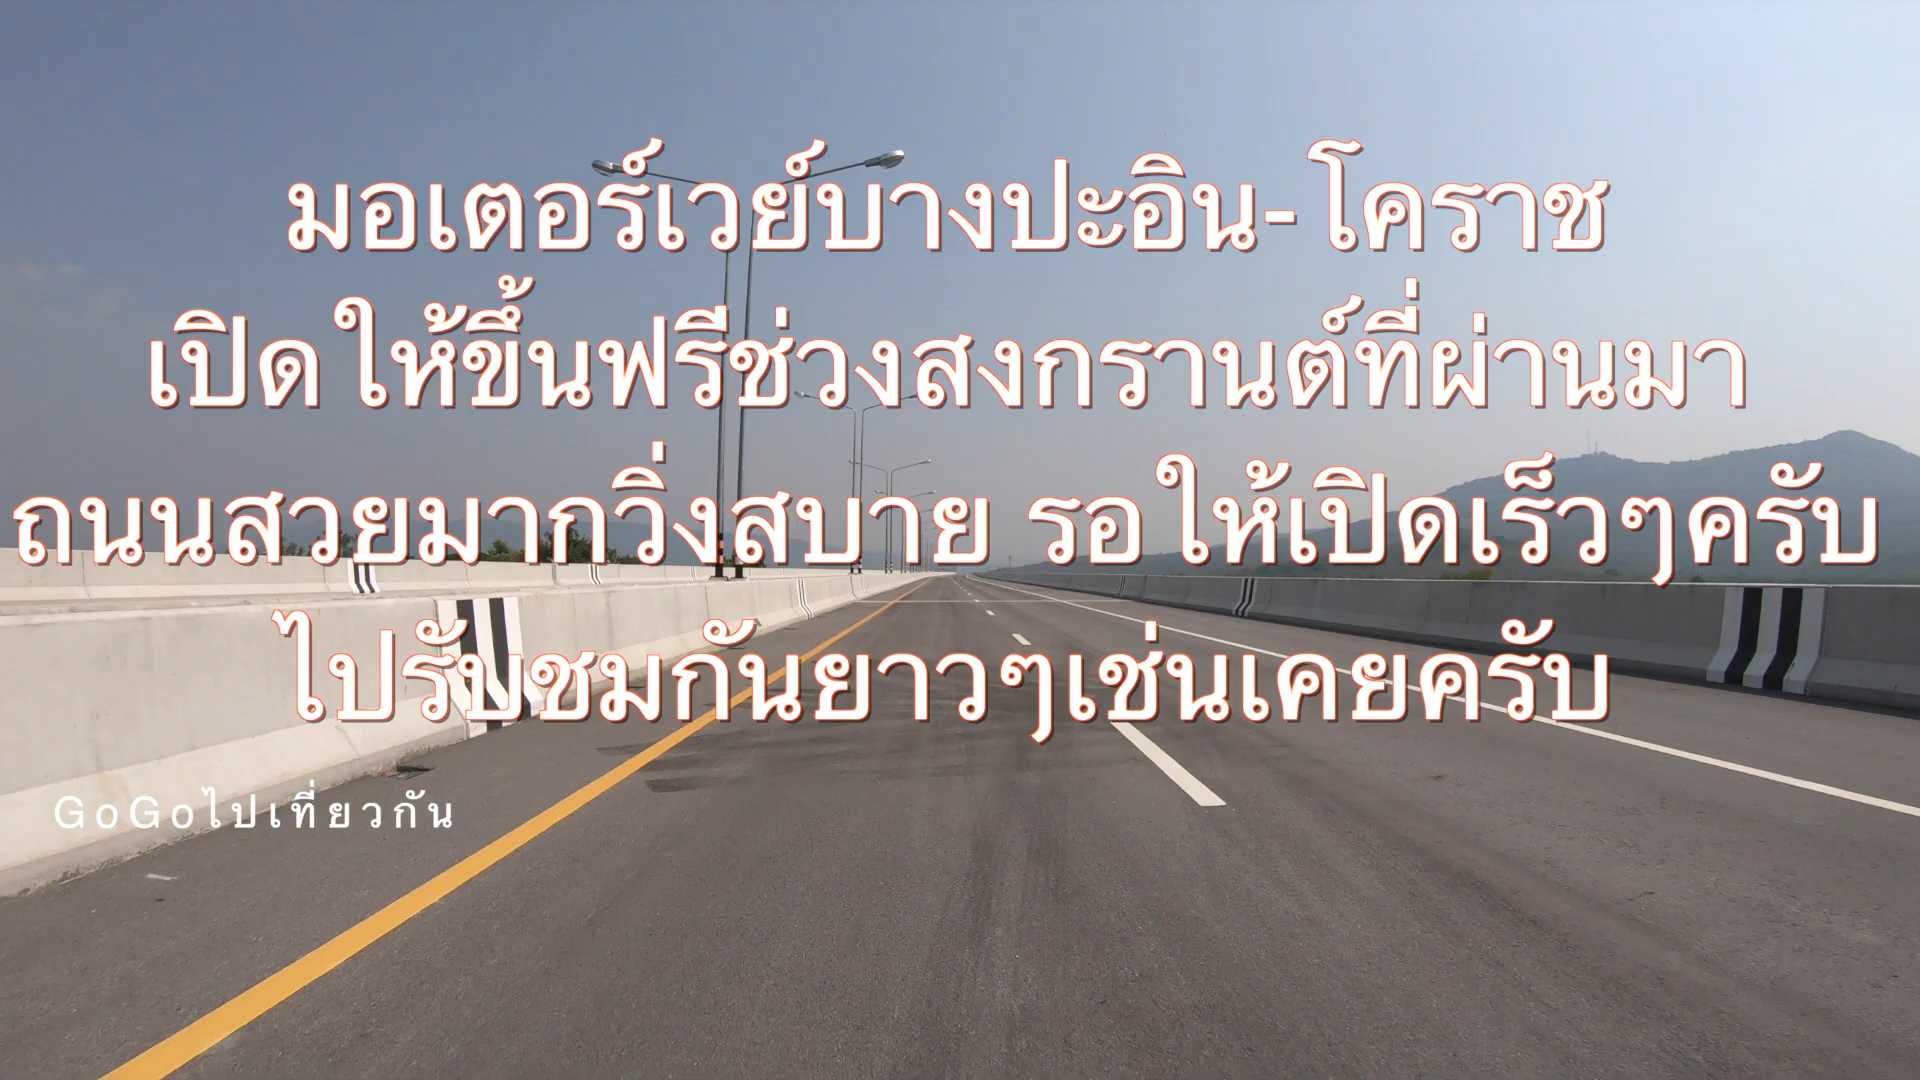 มอเตอร์เวย์บางปะอิน-โคราช
เปิดให้ขึ้นฟรีช่วงสงกรานต์ที่ผ่านมา
ถนนสวยมากวิ่งสบาย รอให้เปิดเร็วๆครับ
ไปรับชมกันยาวๆเช่นเคยครับ
GoGoไปเที่ยวกัน